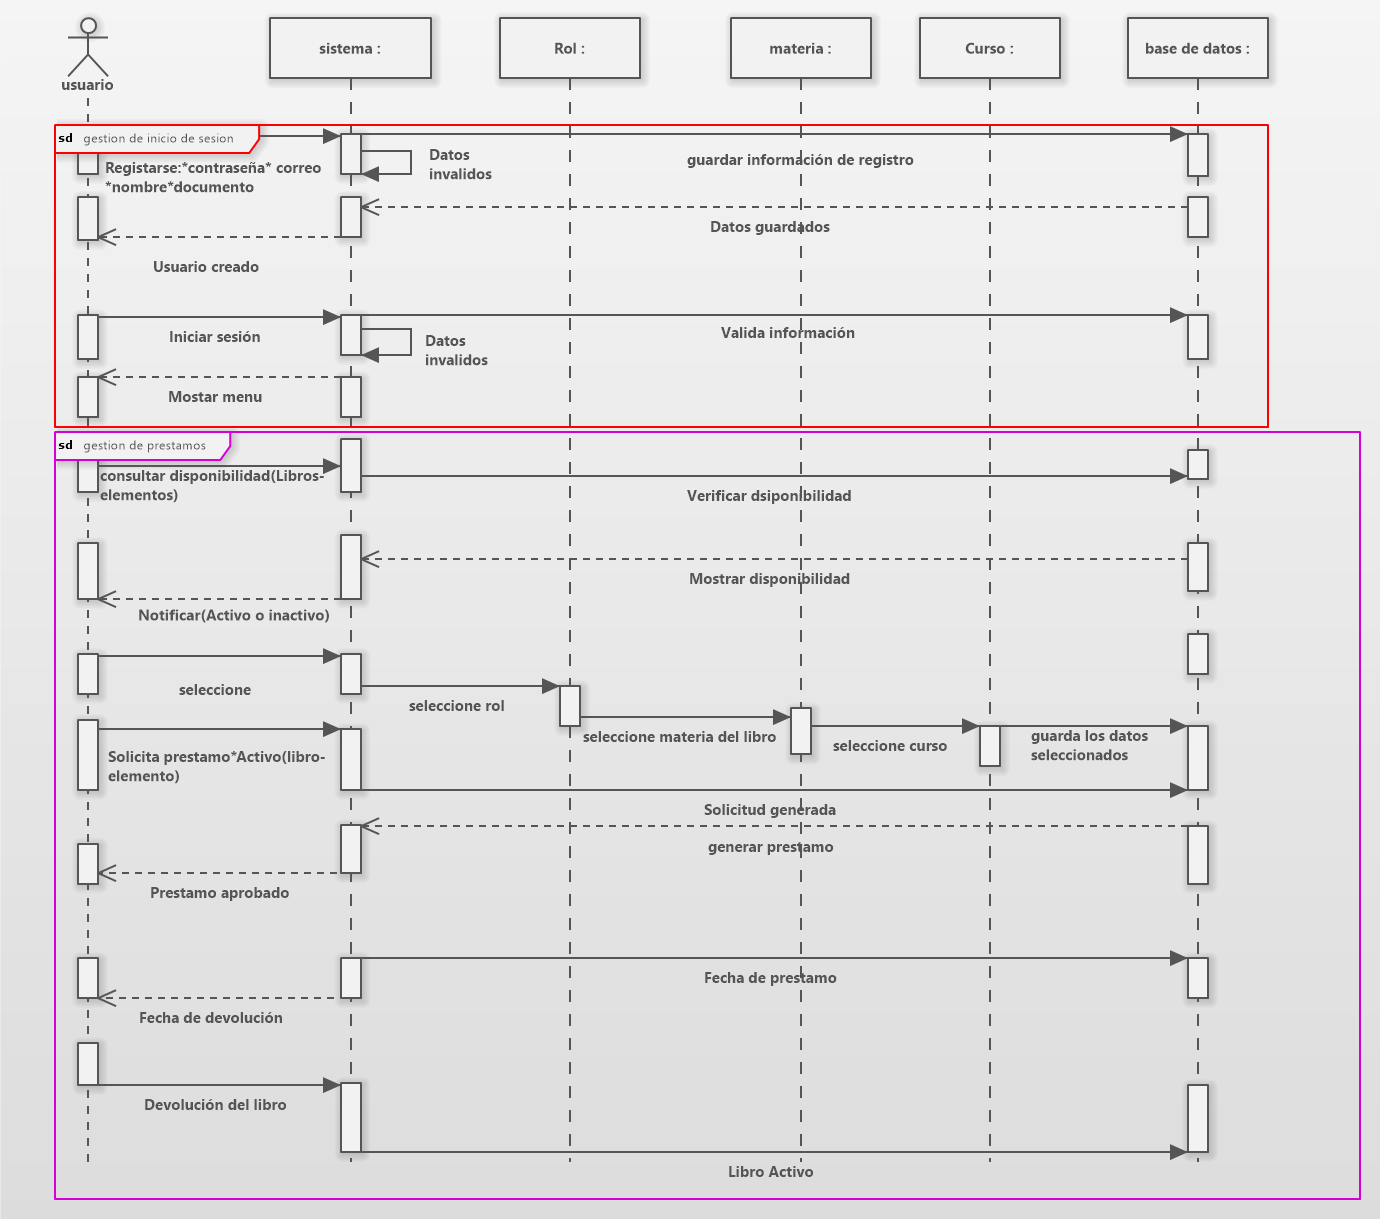 usuario
sistema :
Rol :
materia :
Curso :
base de datos :
sd gestion de inicio de sesion
Registarse:*contraseña* correo
*nombre*documento
Datos
invalidos
guardar información de registro
Datos guardados
Usuario creado
Iniciar sesión
Datos
invalidos
Valida información
Mostar menu
sd gestion de prestamos
consultar disponibilidad(Libros-
elementos)
Verificar dsiponibilidad
Mostrar disponibilidad
Notificar(Activo o inactivo)
seleccione
seleccione rol
seleccione materia del libro
seleccione curso
guarda los datos
seleccionados
Solicita prestamo*Activo(libro-
elemento)
Solicitud generada
generar prestamo
Prestamo aprobado
Fecha de prestamo
Fecha de devolución
Devolución del libro
Libro Activo